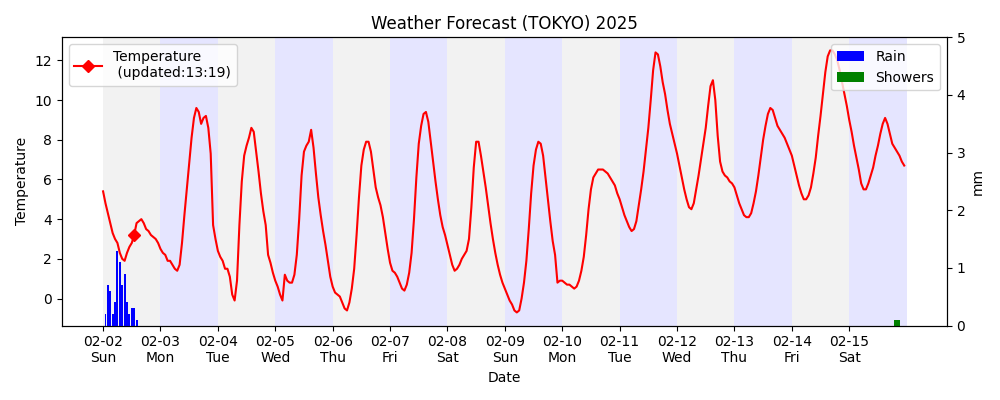 Weather Forecast (TOKYO) 2025
Temperature
(updated:13:19)
Rain
Showers
Temperature
12
10
8
6
4
2
0
5
4
3
2
1
0
mm
02-02 02-03 02-04 02-05 02-06 02-07 02-08 02-09 02-10 02-11 02-12 02-13 02-14 02-15
Sun Mon Tue Wed Thu Fri Sat Sun Mon Tue Wed Thu Fri Sat
Date